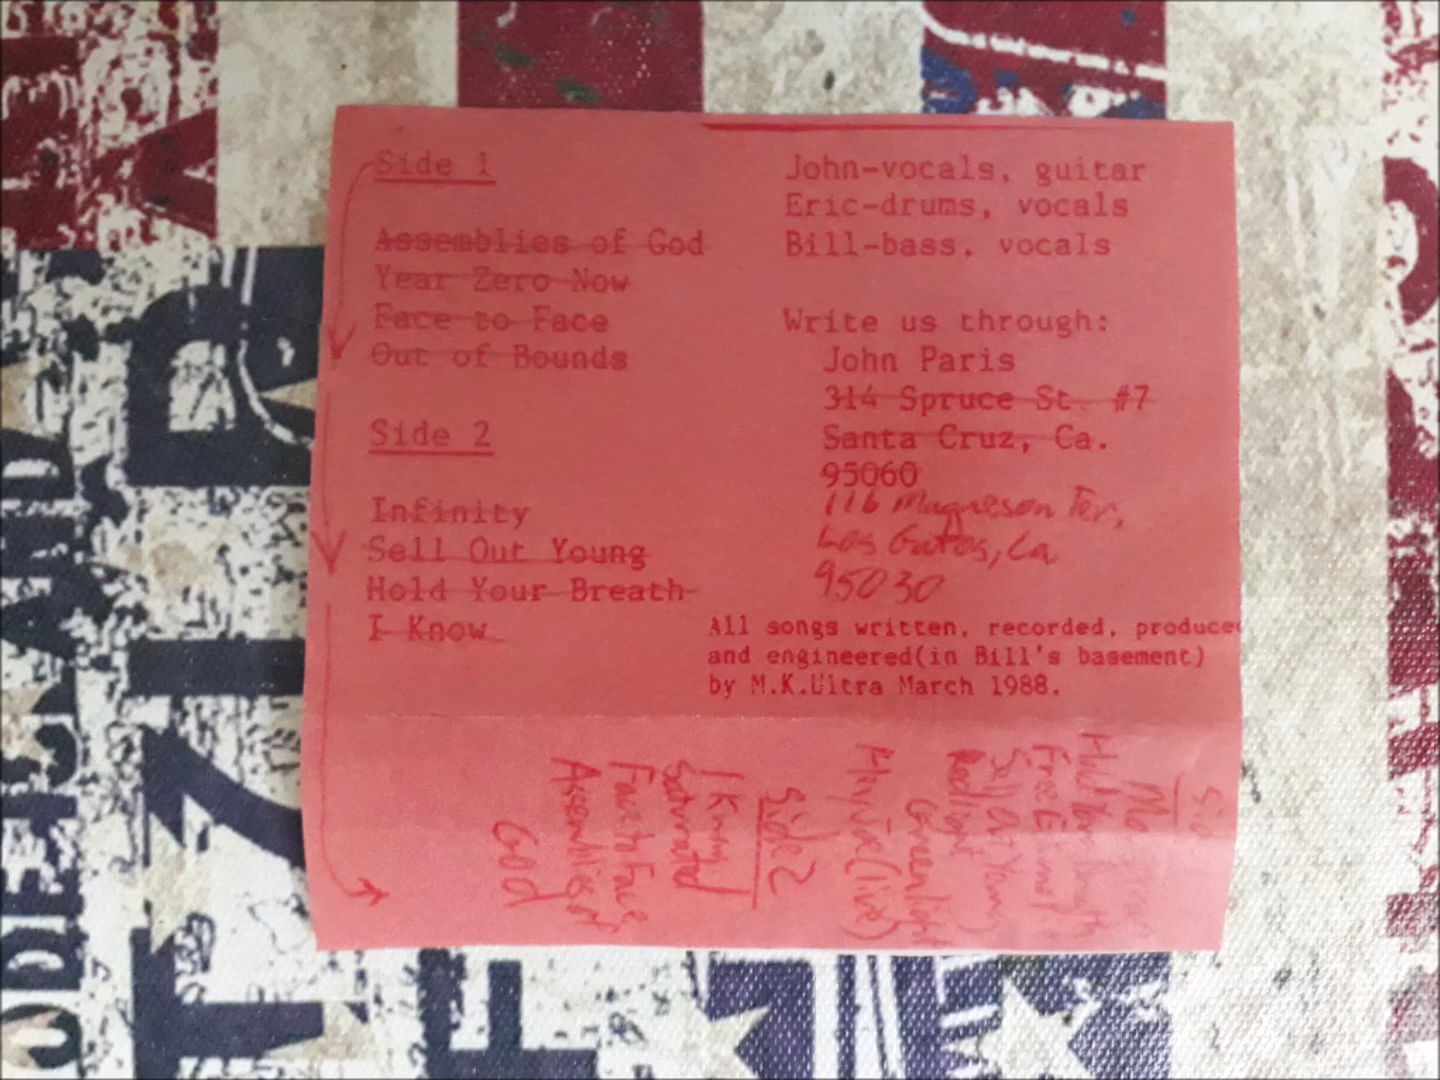 Side 1
Assemblies of God
Year Zero Now
Face to Face
Out of Bounds
Side 2
Infinity
Sell Out Young
Hold Your Breath
I Know
John-vocals, guitar
Eric-drums, vocals
Bill-bass, vocals
Write us through:
John Paris
314 Spruce St. #7
Santa Cruz, Ca.
95060
116 Magneson Ter.
Los Gatos, Ca
95030
All songs written, recorded, produced
and engineered(in Bill's basement)
by M.K.Ultra March 1988.
Hold Your Breath
Sell Out Young
Redlight
Greenlight
(live)
Side 2
I Know
Saturated
Face to Face
Assemblies of
God